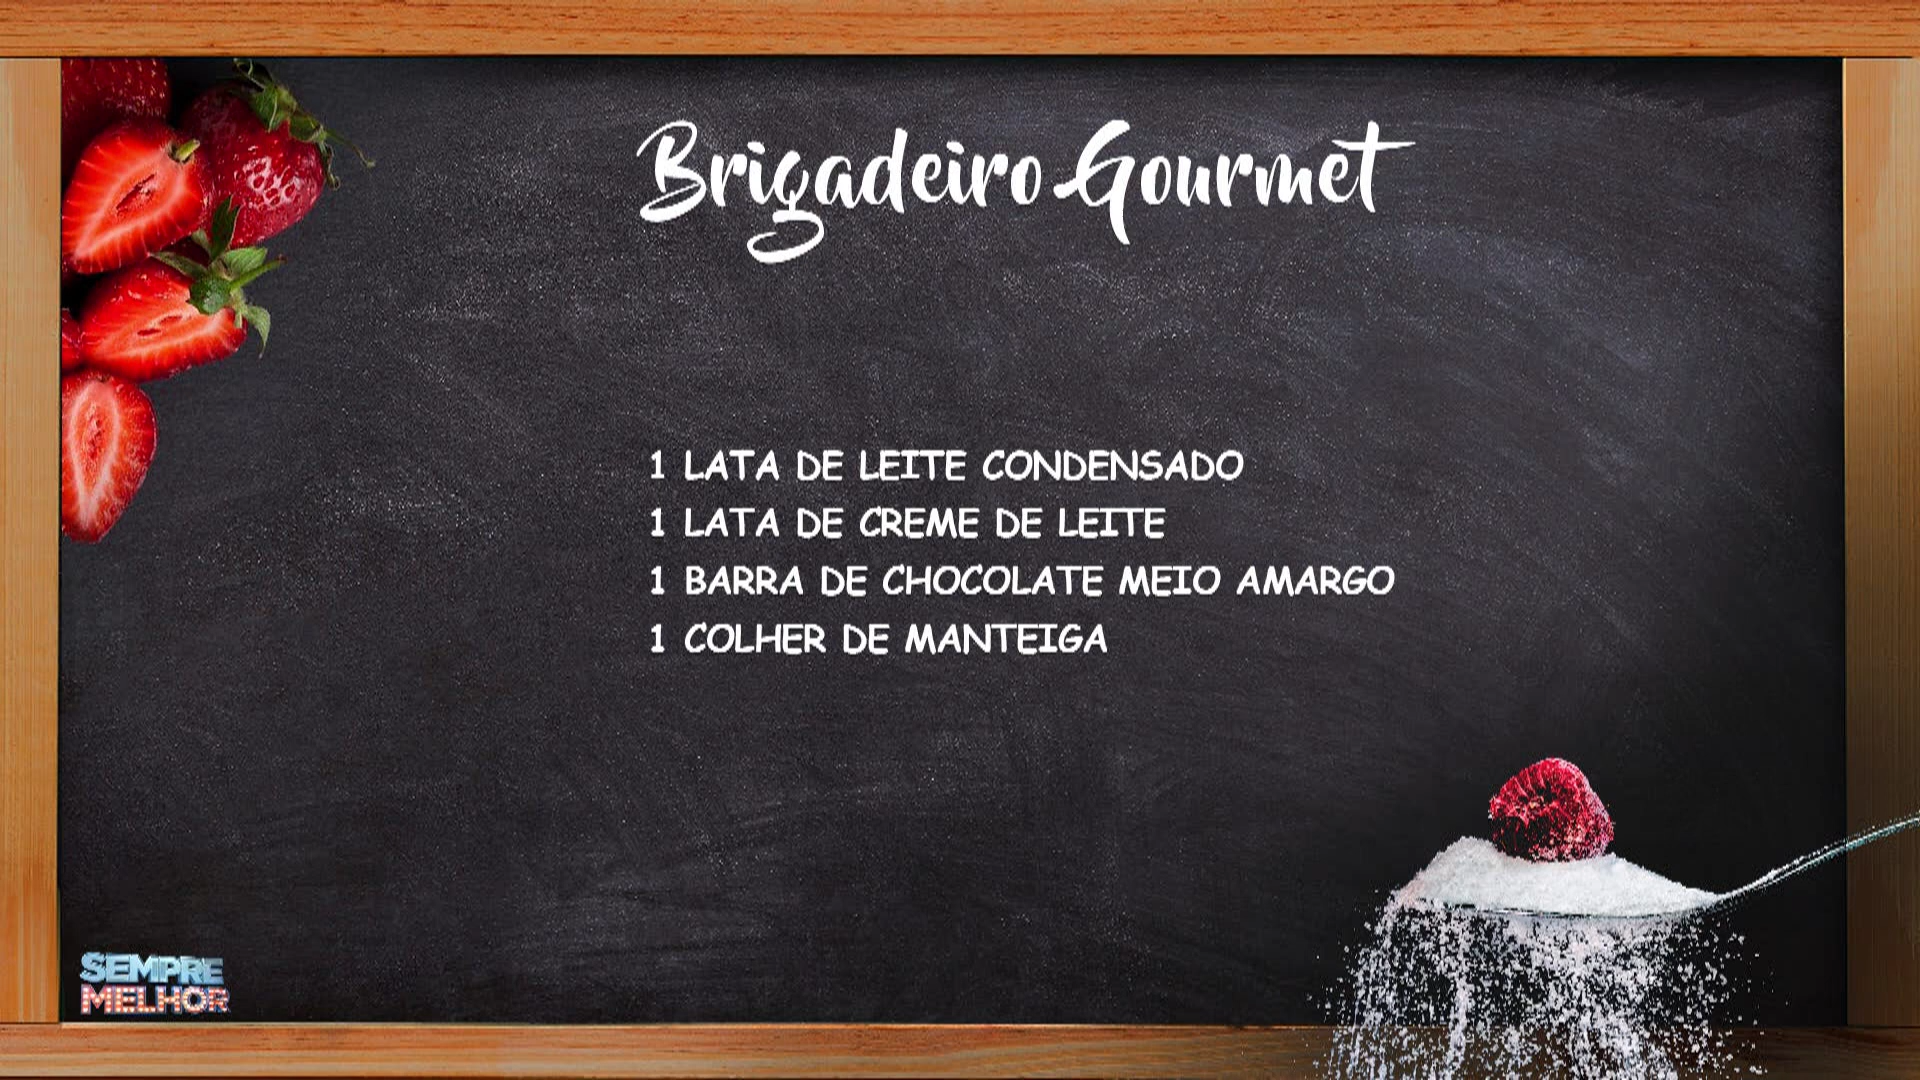 Brigadeiro Gourmet
1 LATA DE LEITE CONDENSADO
1 LATA DE CREME DE LEITE
1 BARRA DE CHOCOLATE MEIO AMARGO
1 COLHER DE MANTEIGA
SEMPRE
MELHOR